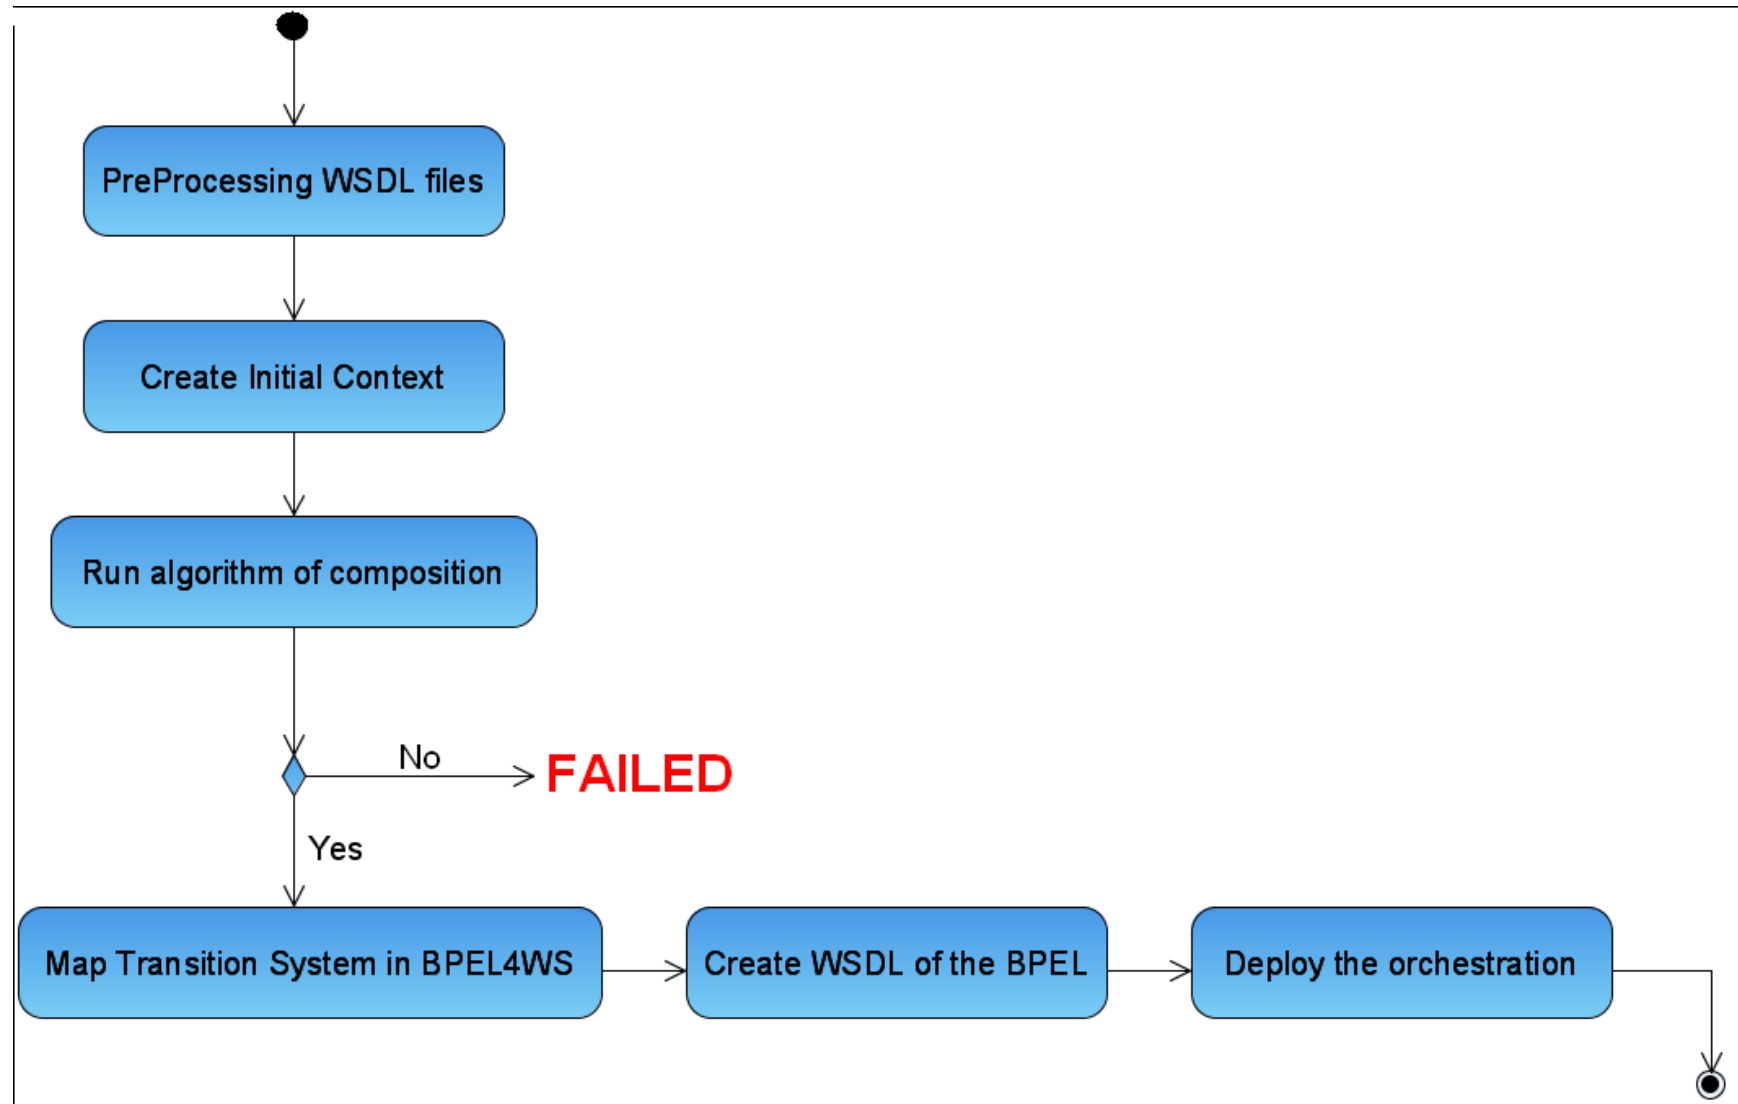 PreProcessing WSDL files
Create Initial Context
Run algorithm of composition
No
FAILED
Yes
Map Transition System in BPEL4WS
Create WSDL of the BPEL
Deploy the orchestration